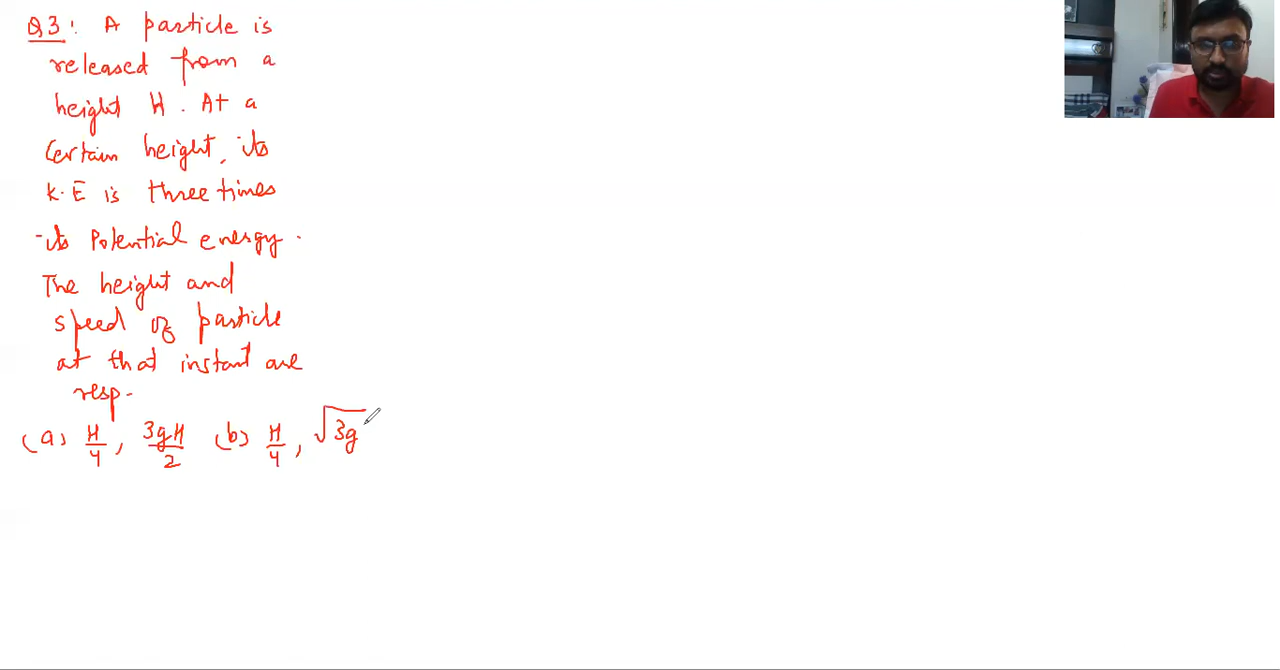 Q3: A particle is
released from a
height H. At a
Certain height, its
K.E is three times
its Potential energy.
The height and
speed of particle
at that instant are
resp.
(a) H/4, 3gH/2 (b) H/4, √3g